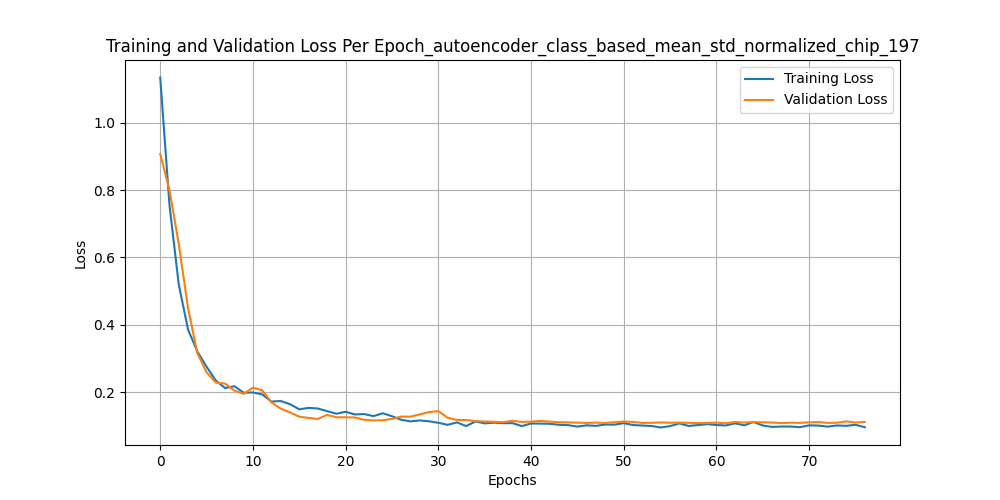 Training and Validation Loss Per Epoch_autoencoder_class_based_mean_std_normalized_chip_197
Training Loss
Validation Loss
Loss
1.0
0.8
0.6
0.4
0.2
0 10 20 30 40 50 60 70
Epochs